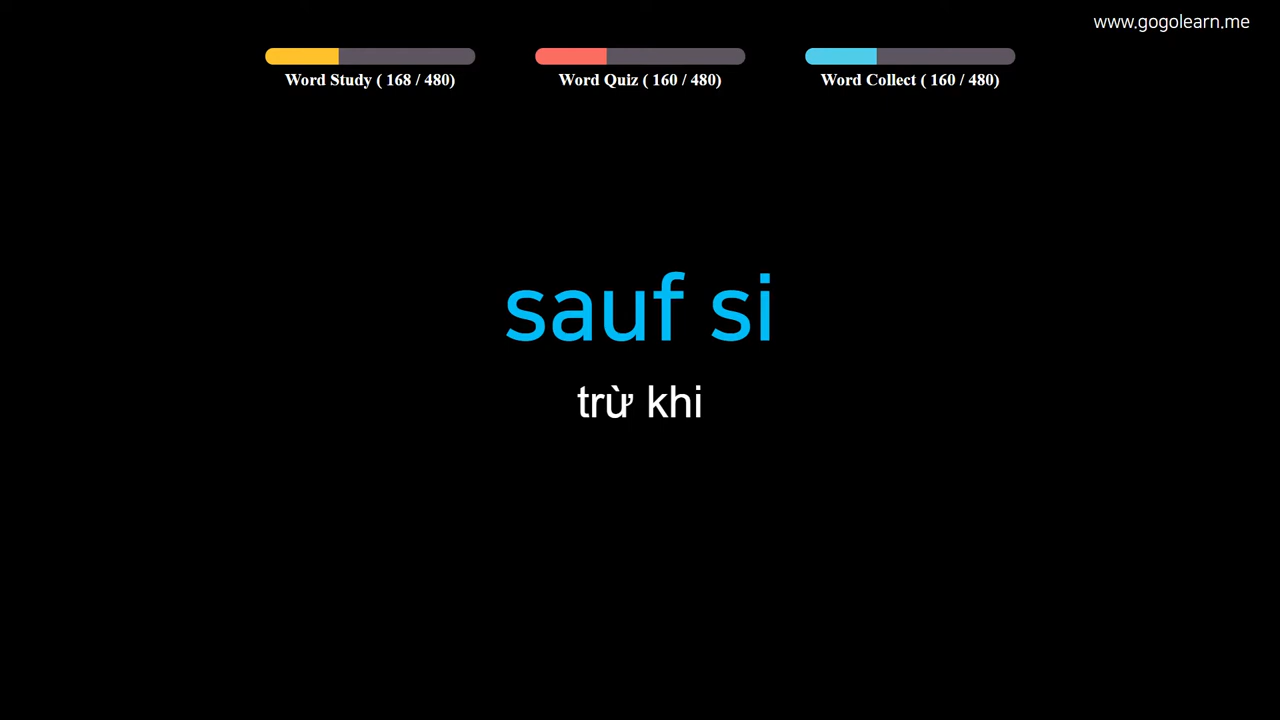 www.gogolearn.me
Word Study ( 168 / 480)
Word Quiz ( 160 / 480)
Word Collect ( 160 / 480)
sauf si
trừ khi